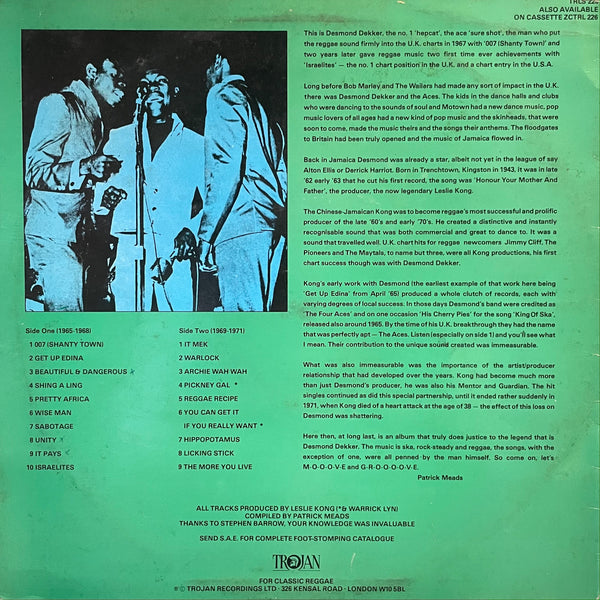 TRLS 226
ALSO AVAILABLE
ON CASSETTE ZCTRL 226
This is Desmond Dekker, the no. 1 'hepcat', the ace 'sure shot', the man who put
the reggae sound firmly into the U.K. charts in 1967 with '007 (Shanty Town)' and
two years later gave reggae music two first time ever achievements with
'Israelites' — the no. 1 chart position in the U.K. and a chart entry in the U.S.A.
Long before Bob Marley and The Wailers had made any sort of impact in the U.K.
there was Desmond Dekker and the Aces. The kids in the dance halls and clubs
who were dancing to the sounds of soul and Motown had a new dance music, pop
music lovers of all ages had a new kind of pop music and the skinheads, that were
soon to come, made the music theirs and the songs their anthems. The floodgates
to Britain had been truly opened and the music of Jamaica flowed in.
Back in Jamaica Desmond was already a star, albeit not yet in the league of say
Alton Ellis or Derrick Harriot. Born in Trenchtown, Kingston in 1943, it was in late
'62 early '63 that he cut his first record, the song was 'Honour Your Mother And
Father', the producer, the now legendary Leslie Kong.
The Chinese-Jamaican Kong was to become reggae's most successful and prolific
producer of the late '60's and early '70's. He created a distinctive and instantly
recognisable sound that was both commercial and great to dance to. It was a
sound that travelled well. U.K. chart hits for reggae newcomers Jimmy Cliff, The
Pioneers and The Maytals, to name but three, were all Kong productions, his first
chart success though was with Desmond Dekker.
Kong's early work with Desmond (the earliest example of that work here being
'Get Up Edina' from April '65) produced a whole clutch of records, each with
varying degrees of local success. In those days Desmond's band were credited as
'The Four Aces' and on one occasion 'His Cherry Pies' for the song 'King Of Ska',
released also around 1965. By the time of his U.K. breakthrough they had the name
that was perfectly apt — The Aces. Listen (especially on side 1) and you'll see what
I mean. Their contribution to the unique sound created was immeasurable.
What was also immeasurable was the importance of the artist/producer
relationship that had developed over the years. Kong had become much more
than just Desmond's producer, he was also his Mentor and Guardian. The hit
singles continued as did this special partnership, until it ended rather suddenly in
1971, when Kong died of a heart attack at the age of 38 — the effect of this loss on
Desmond was shattering.
Here then, at long last, is an album that truly does justice to the legend that is
Desmond Dekker. The music is ska, rock-steady and reggae, the songs, with the
exception of one, were all penned by the man himself. So come on, let's
M-O-O-O-V-E and G-R-O-O-O-O-V-E.
Patrick Meads
Side One (1965-1968)
1 007 (SHANTY TOWN)
2 GET UP EDINA
3 BEAUTIFUL & DANGEROUS
4 SHING A LING
5 PRETTY AFRICA
6 WISE MAN
7 SABOTAGE
8 UNITY
9 IT PAYS
10 ISRAELITES
Side Two (1969-1971)
1 IT MEK
2 WARLOCK
3 ARCHIE WAH WAH
4 PICKNEY GAL *
5 REGGAE RECIPE
6 YOU CAN GET IT
IF YOU REALLY WANT *
7 HIPPOPOTAMUS
8 LICKING STICK
9 THE MORE YOU LIVE
ALL TRACKS PRODUCED BY LESLIE KONG (*& WARRICK LYN)
COMPILED BY PATRICK MEADS
THANKS TO STEPHEN BARROW, YOUR KNOWLEDGE WAS INVALUABLE
SEND S.A.E. FOR COMPLETE FOOT-STOMPING CATALOGUE
TROJAN
FOR CLASSIC REGGAE
℗ © TROJAN RECORDINGS LTD · 326 KENSAL ROAD · LONDON W10 5BL